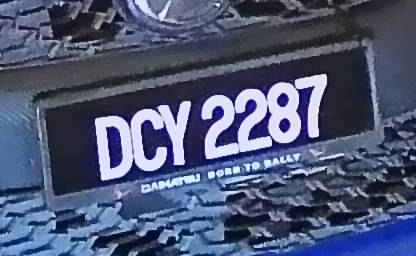 DCY 2287
DAIHATSU BORN TO RALLY